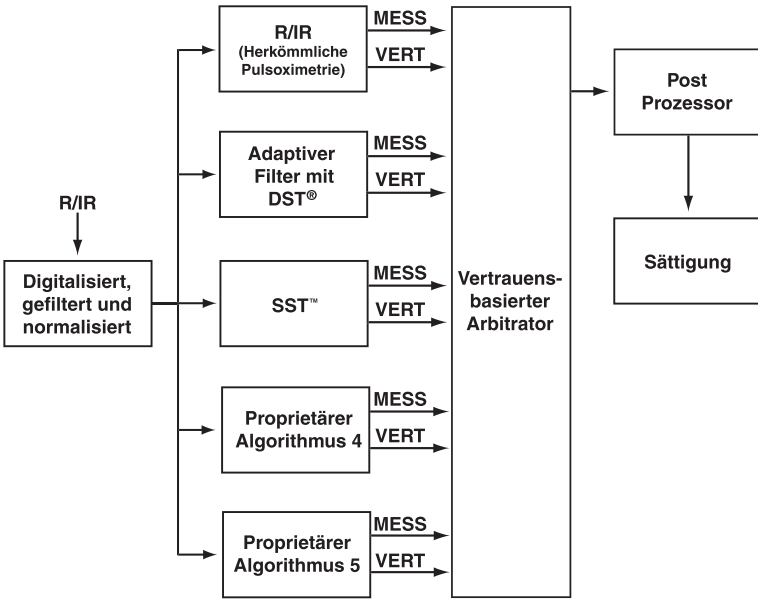 R/IR
Digitalisiert,
gefiltert und
normalisiert
R/IR
(Herkömmliche
Pulsoximetrie)
MESS
VERT
Adaptiver
Filter mit
DST®
MESS
VERT
SST™
MESS
VERT
Proprietärer
Algorithmus 4
MESS
VERT
Proprietärer
Algorithmus 5
MESS
VERT
Vertrauens-
basierter
Arbitrator
Post
Prozessor
Sättigung